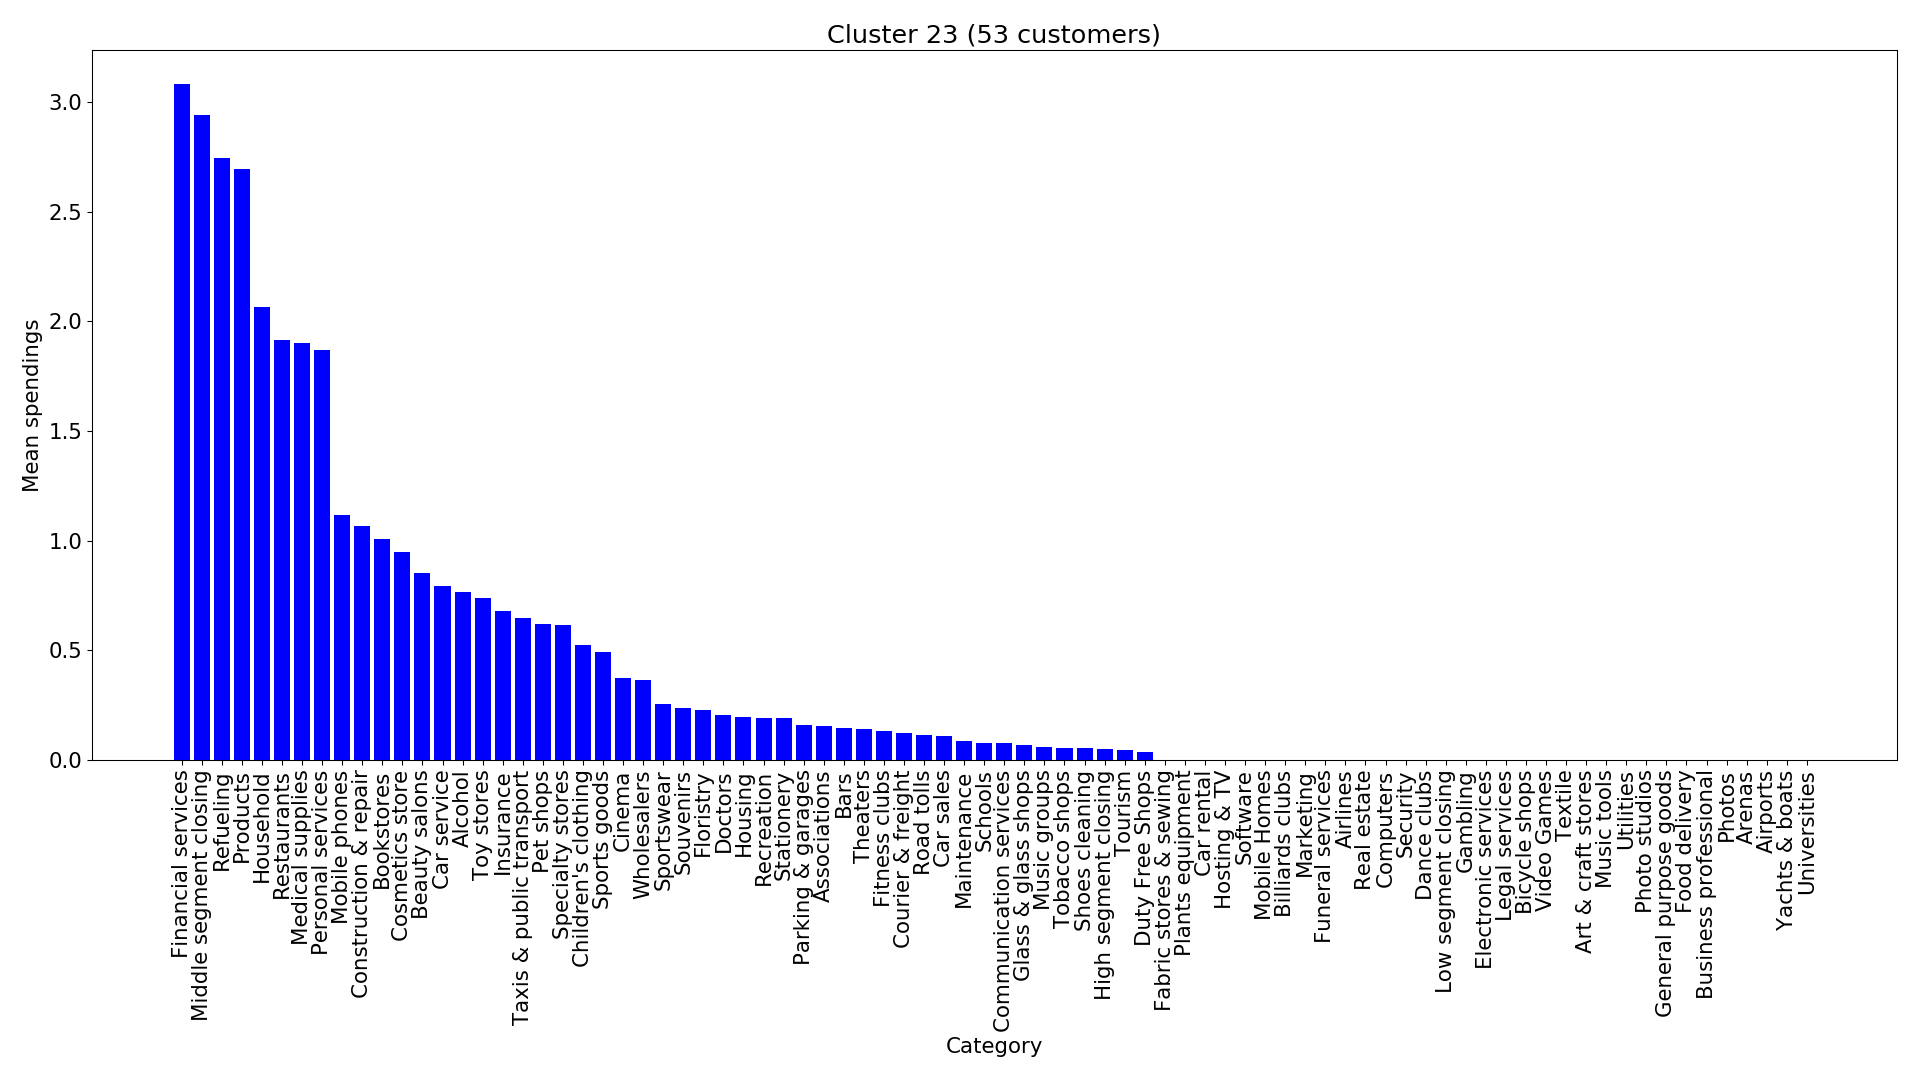 Cluster 23 (53 customers)
Mean spendings
3.0
2.5
2.0
1.5
1.0
0.5
0.0
Financial services
Middle segment closing
Refueling
Products
Household
Restaurants
Medical supplies
Personal services
Mobile phones
Construction & repair
Bookstores
Cosmetics store
Beauty salons
Car service
Alcohol
Toy stores
Insurance
Taxis & public transport
Pet shops
Specialty stores
Children's clothing
Sports goods
Cinema
Wholesalers
Sportswear
Souvenirs
Floristry
Doctors
Housing
Recreation
Stationery
Parking & garages
Associations
Bars
Theaters
Fitness clubs
Courier & freight
Road tolls
Car sales
Maintenance
Schools
Communication services
Glass & glass shops
Music groups
Tobacco shops
Shoes cleaning
High segment closing
Tourism
Duty Free Shops
Fabric stores & sewing
Plants equipment
Car rental
Hosting & TV
Software
Mobile Homes
Billiards clubs
Marketing
Funeral services
Airlines
Real estate
Computers
Security
Dance clubs
Low segment closing
Gambling
Electronic services
Legal services
Bicycle shops
Video Games
Textile
Art & craft stores
Music tools
Utilities
Photo studios
General purpose goods
Food delivery
Business professional
Photos
Arenas
Airports
Yachts & boats
Universities
Category